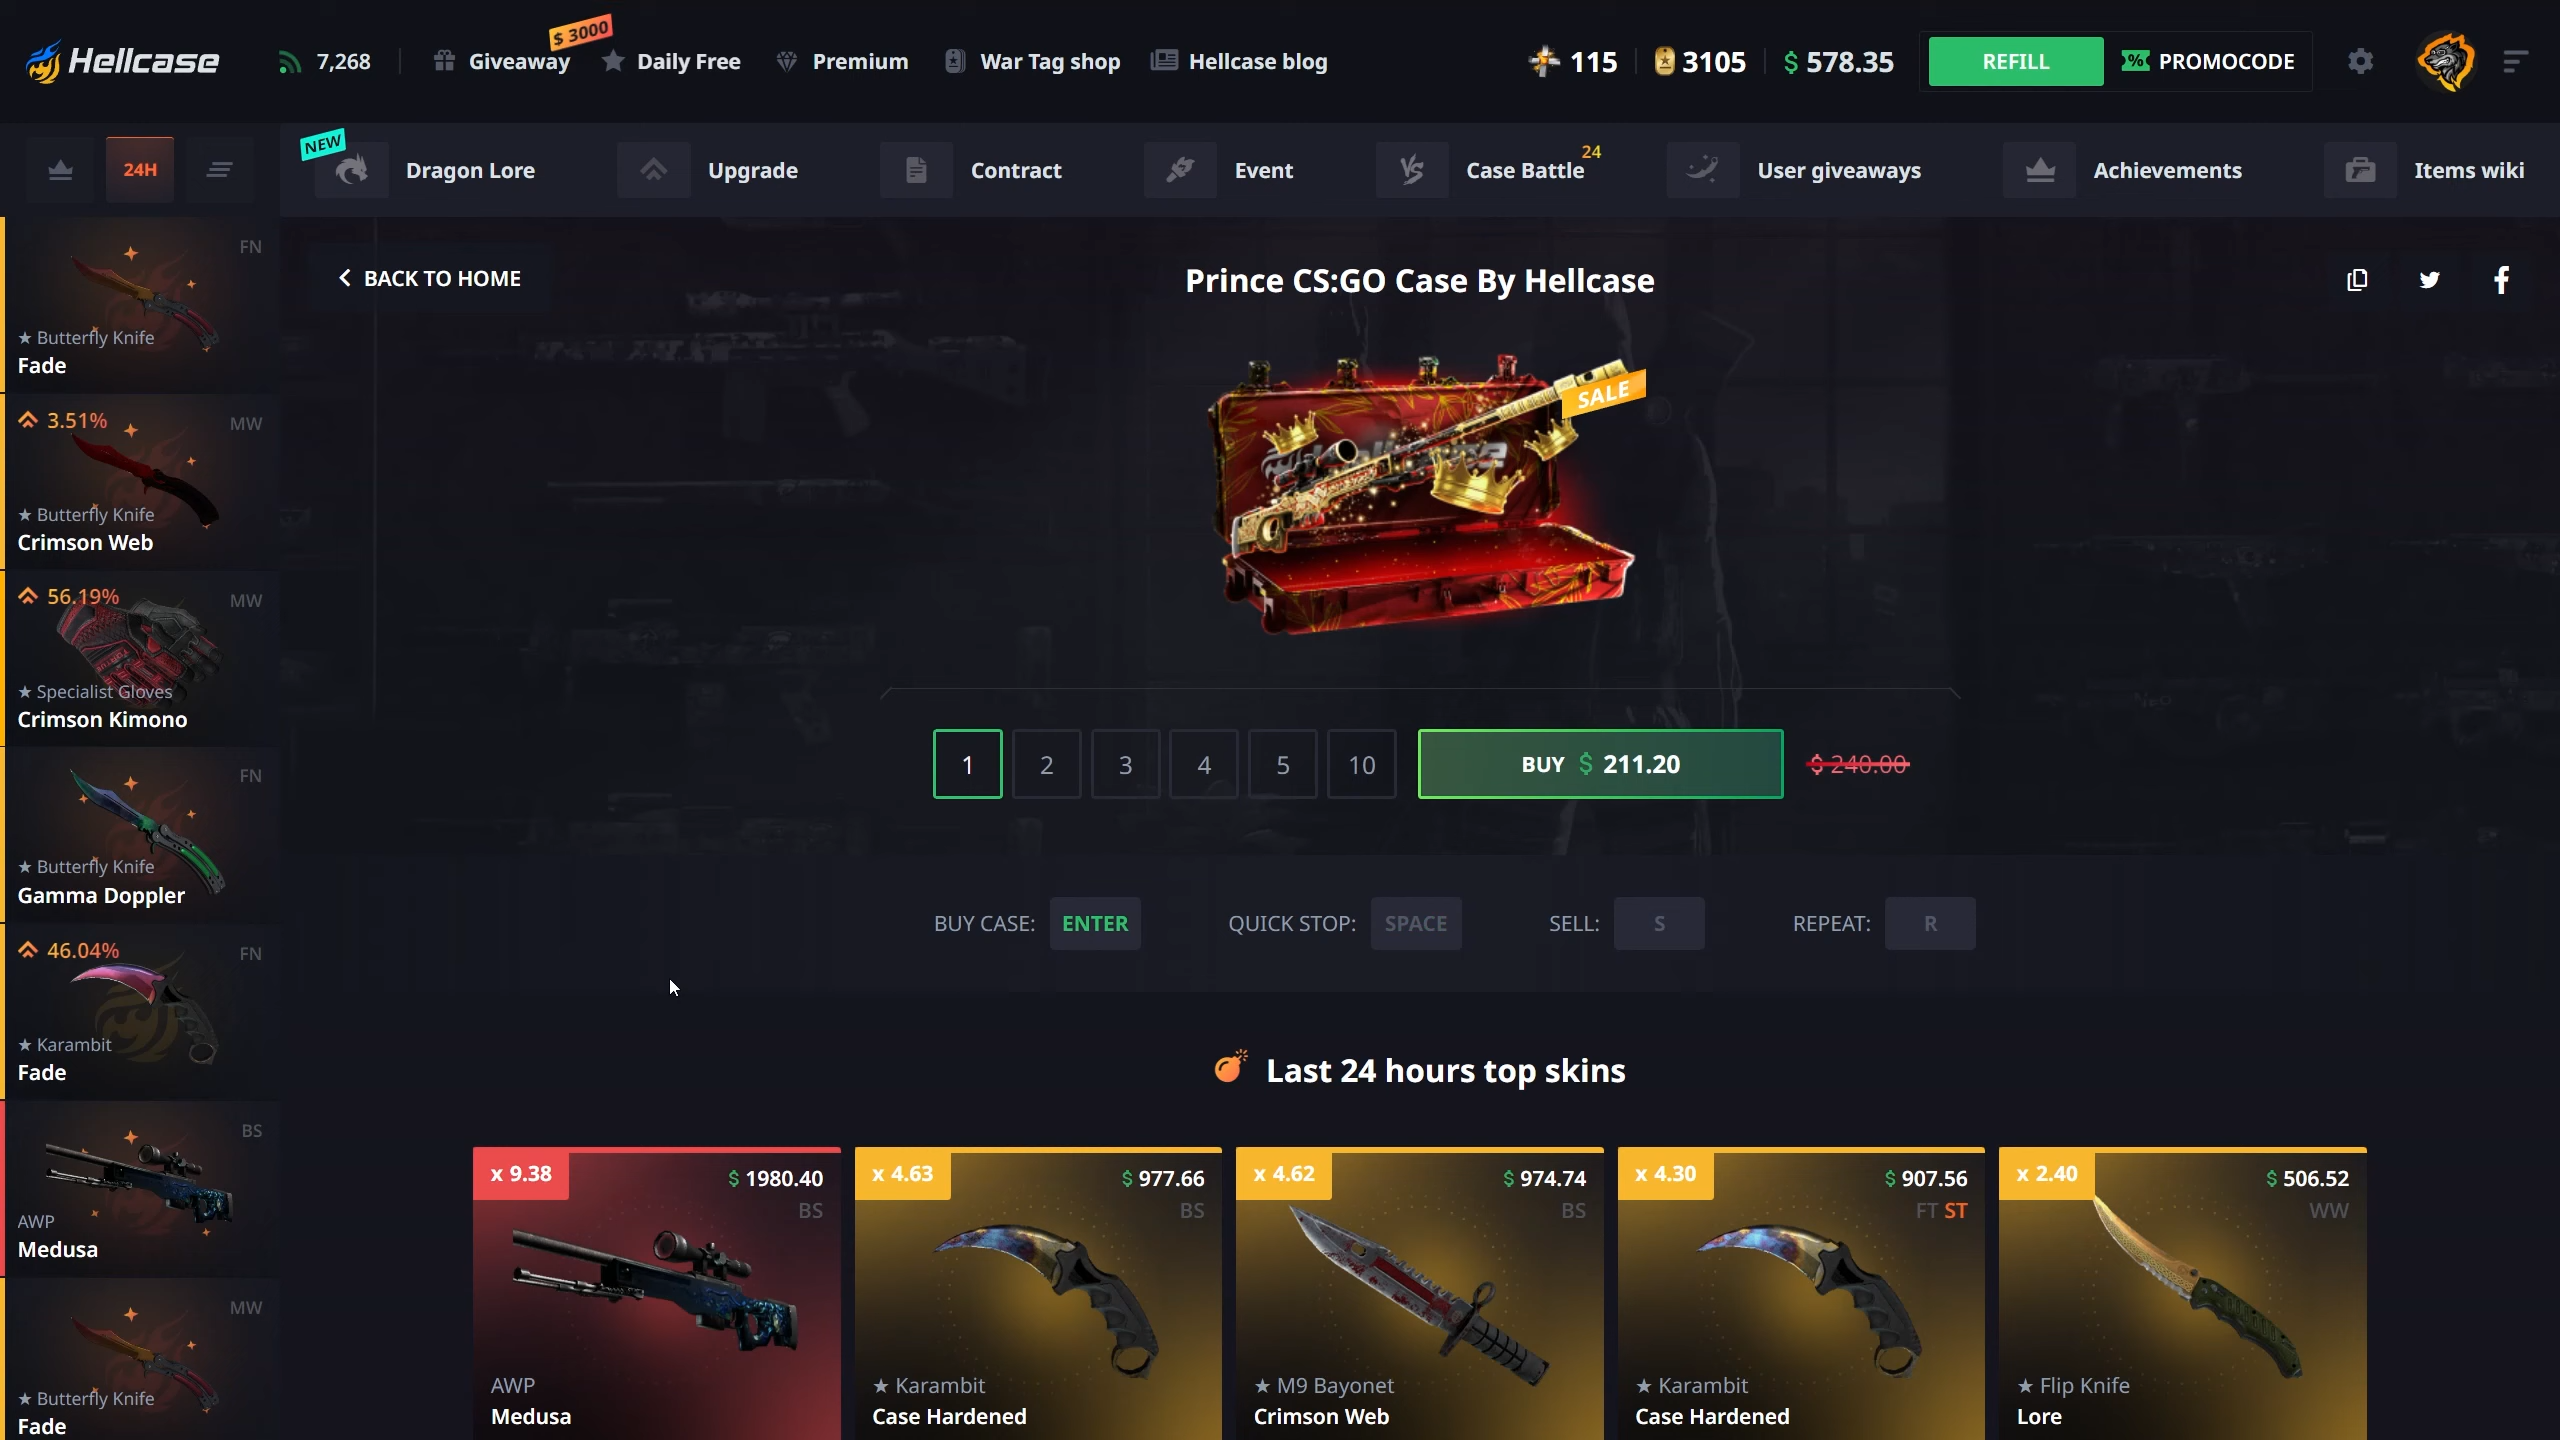 Hellcase
7,268
Giveaway
$ 3000
Daily Free
Premium
War Tag shop
Hellcase blog
115
3105
$ 578.35
REFILL
% PROMOCODE
24H
NEW
Dragon Lore
Upgrade
Contract
VS
Event
Case Battle
24
User giveaways
Achievements
Items wiki
BACK TO HOME
Prince CS:GO Case By Hellcase
SALE
1
2
3
4
5
10
BUY $ 211.20
$ 240.00
BUY CASE: ENTER
QUICK STOP: SPACE
SELL: S
REPEAT: R
FN
★ Butterfly Knife
Fade
3.51%
MW
★ Butterfly Knife
Crimson Web
56.19%
MW
★ Specialist Gloves
Crimson Kimono
FN
★ Butterfly Knife
Gamma Doppler
46.04%
FN
★ Karambit
Fade
BS
AWP
Medusa
MW
★ Butterfly Knife
Fade
Last 24 hours top skins
x 9.38
$ 1980.40
BS
AWP
Medusa
x 4.63
$ 977.66
BS
★ Karambit
Case Hardened
x 4.62
$ 974.74
BS
★ M9 Bayonet
Crimson Web
x 4.30
$ 907.56
FT ST
★ Karambit
Case Hardened
x 2.40
$ 506.52
WW
★ Flip Knife
Lore